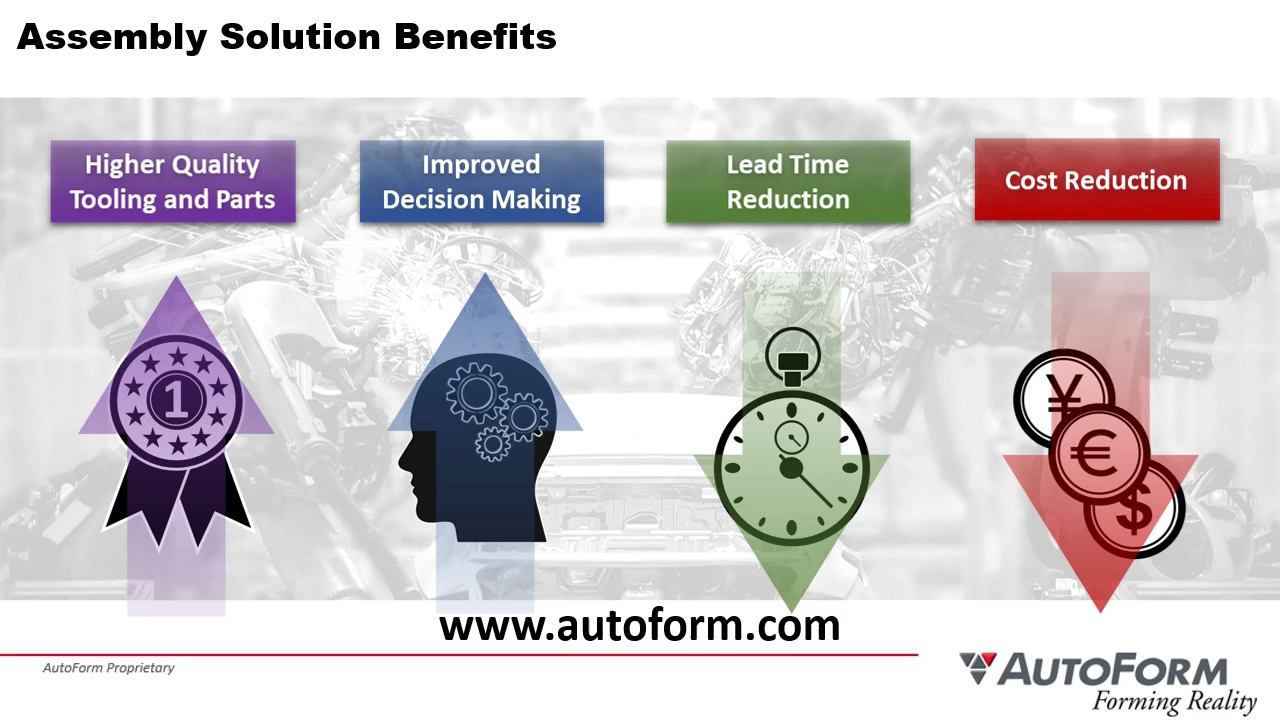 Assembly Solution Benefits
Higher Quality
Tooling and Parts
Improved
Decision Making
Lead Time
Reduction
Cost Reduction
1
¥
€
$
www.autoform.com
AutoForm Proprietary
AUTOFORM
Forming Reality